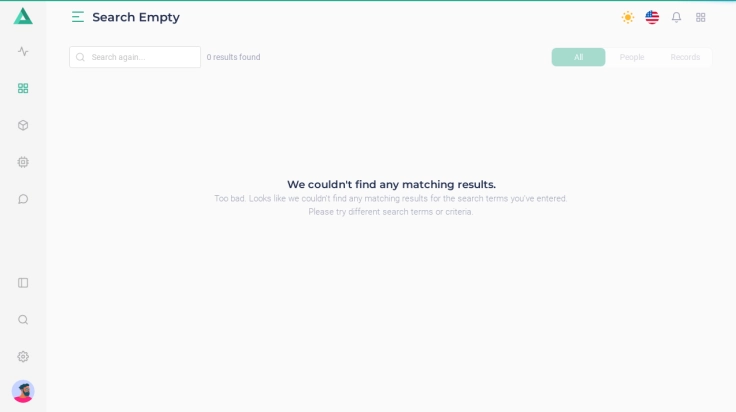 Search Empty
Search again...
0 results found
All
People
Records
We couldn't find any matching results.
Too bad. Looks like we couldn't find any matching results for the search terms you've entered.
Please try different search terms or criteria.